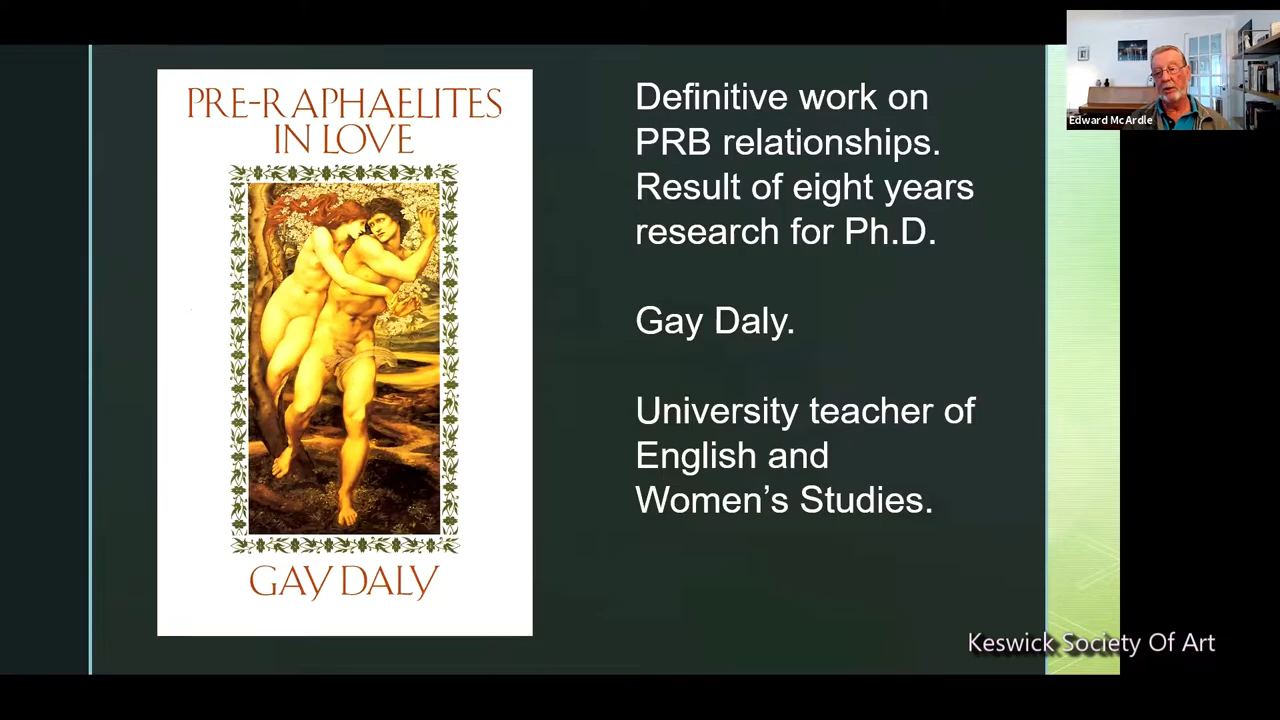 PRE-RAPHAELITES
IN LOVE
GAY DALY
Definitive work on
PRB relationships.
Result of eight years
research for Ph.D.
Gay Daly.
University teacher of
English and
Women’s Studies.
Edward McArdle
Keswick Society Of Art